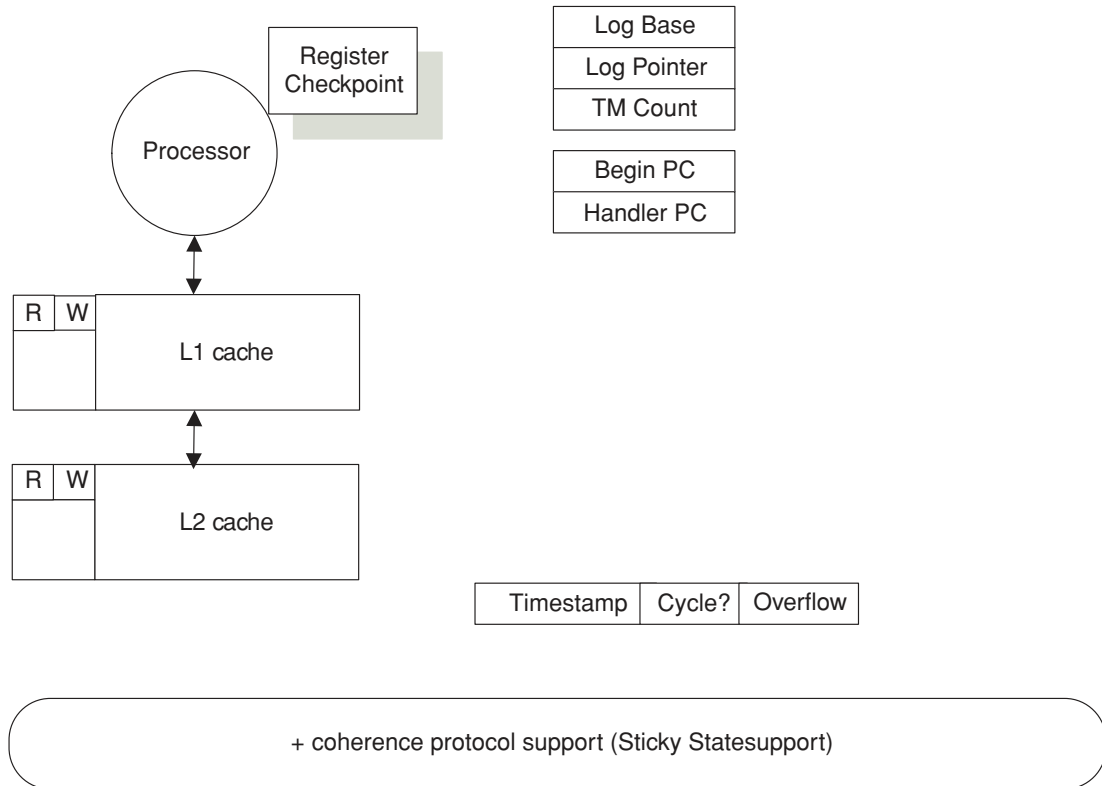 Register
Checkpoint
Processor
Log Base
Log Pointer
TM Count
Begin PC
Handler PC
R W
L1 cache
R W
L2 cache
Timestamp Cycle? Overflow
+ coherence protocol support (Sticky Statesupport)